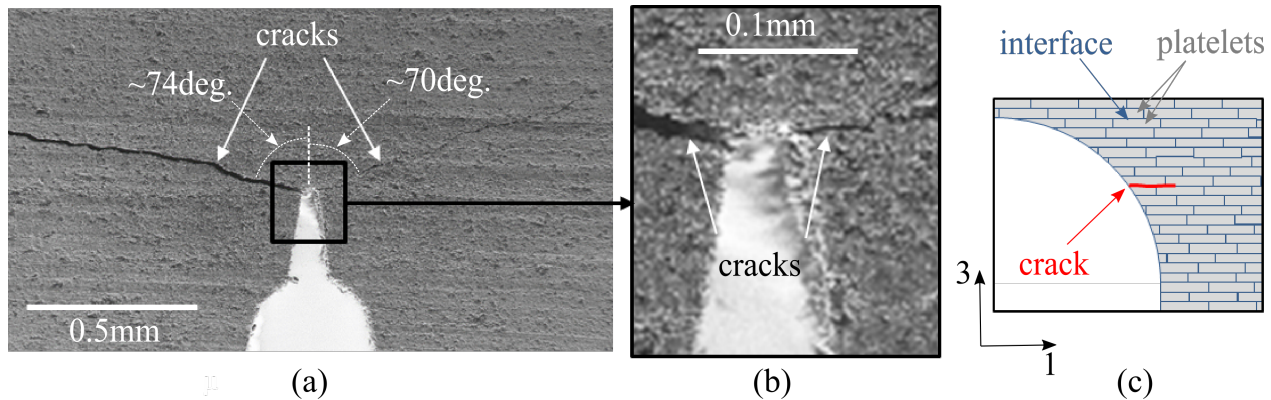 cracks
~74deg.
~70deg.
0.5mm
(a)
0.1mm
cracks
(b)
interface
platelets
crack
3
1
(c)